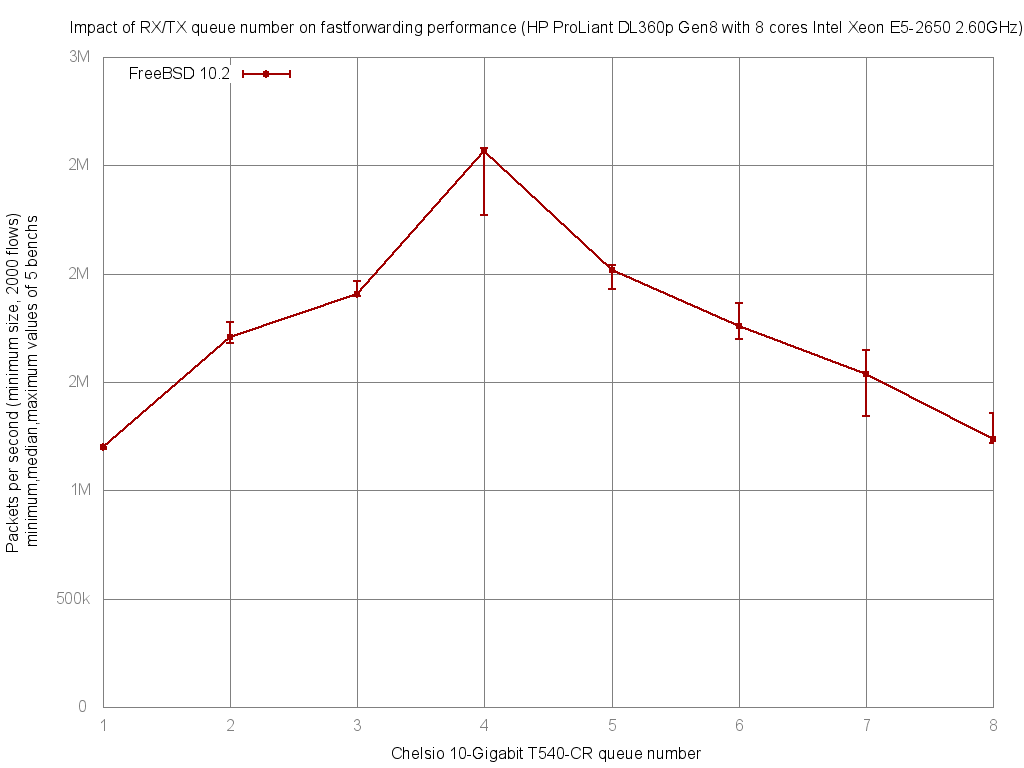 Impact of RX/TX queue number on fastforwarding performance (HP ProLiant DL360p Gen8 with 8 cores Intel Xeon E5-2650 2.60GHz)
FreeBSD 10.2
3M
2M
2M
2M
1M
500k
0
Packets per second (minimum size, 2000 flows)
minimum,median,maximum values of 5 benchs
1 2 3 4 5 6 7 8
Chelsio 10-Gigabit T540-CR queue number